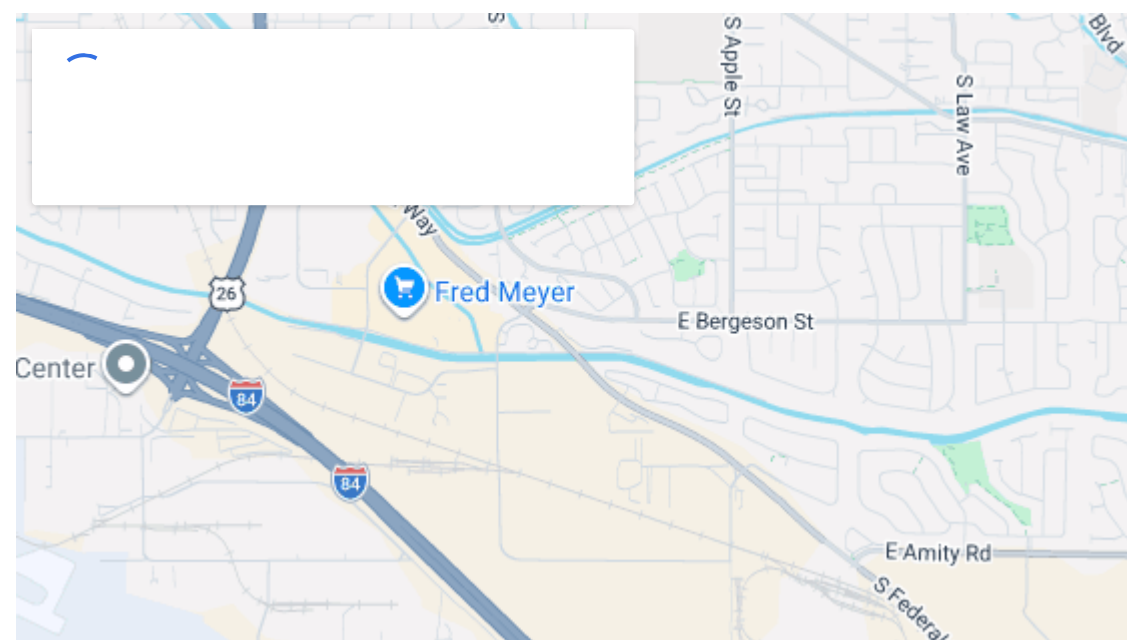 S
S Apple St
Blvd
S Law Ave
Way
26
Fred Meyer
E Bergeson St
Center
84
84
E Amity Rd
S Federal